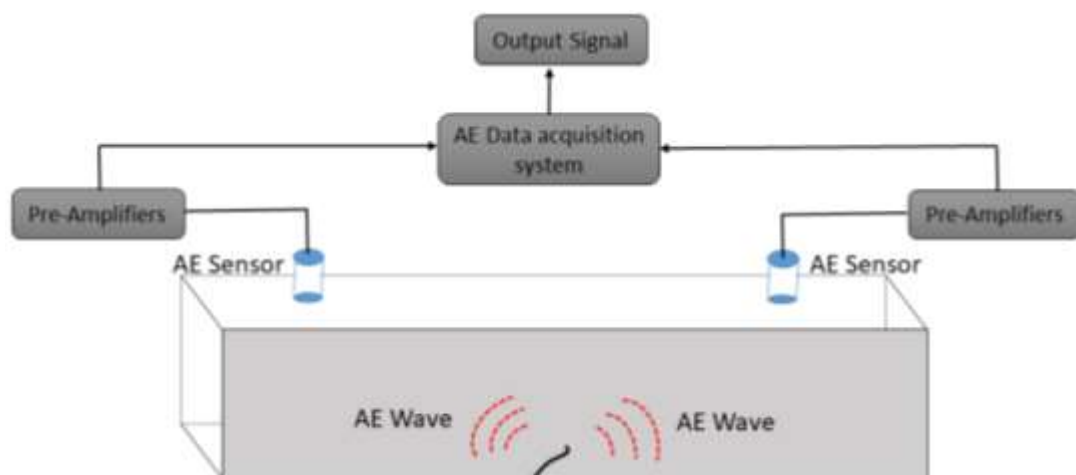 Output Signal
AE Data acquisition
system
Pre-Amplifiers
Pre-Amplifiers
AE Sensor
AE Sensor
AE Wave
AE Wave